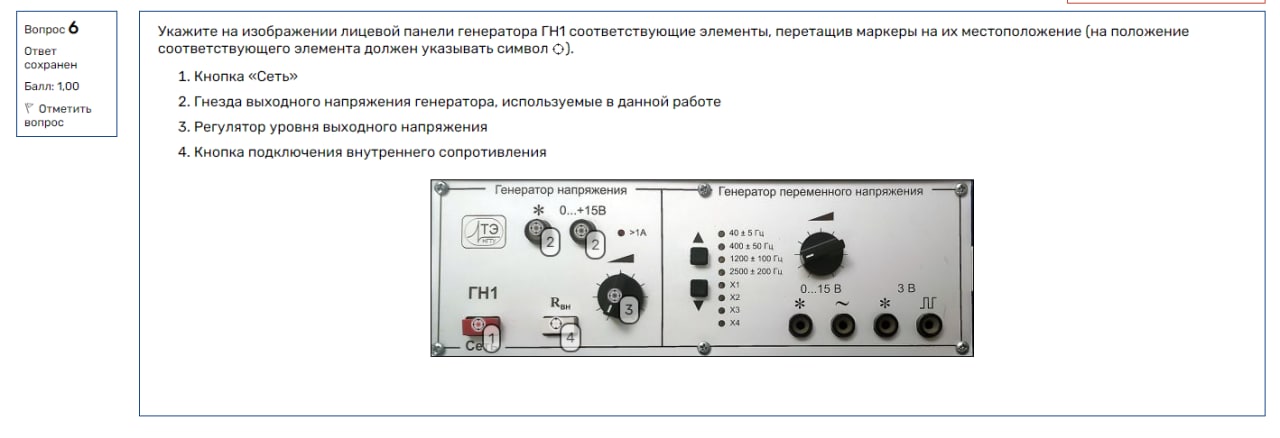 Вопрос 6
Ответ
сохранен
Балл: 1,00
Отметить
вопрос
Укажите на изображении лицевой панели генератора ГН1 соответствующие элементы, перетащив маркеры на их местоположение (на положение
соответствующего элемента должен указывать символ ).
1. Кнопка «Сеть»
2. Гнезда выходного напряжения генератора, используемые в данной работе
3. Регулятор уровня выходного напряжения
4. Кнопка подключения внутреннего сопротивления
Генератор напряжения
* 0...+15В
ТЭ
2 2
>1А
ГН1
Rвн
3
1
4
Генератор переменного напряжения
40 ± 5 Гц
400 ± 50 Гц
1200 ± 100 Гц
2500 ± 200 Гц
X1
X2
X3
X4
0...15 В 3 В
* ~ *